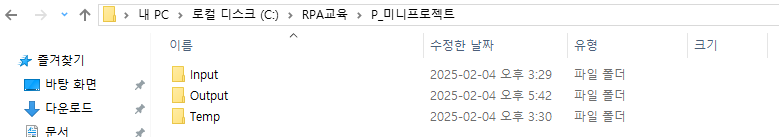 내 PC > 로컬 디스크 (C:) > RPA교육 > P_미니프로젝트
이름 수정한 날짜 유형 크기
즐겨찾기
바탕 화면
다운로드
문서
Input 2025-02-04 오후 3:29 파일 폴더
Output 2025-02-04 오후 5:42 파일 폴더
Temp 2025-02-04 오후 3:30 파일 폴더